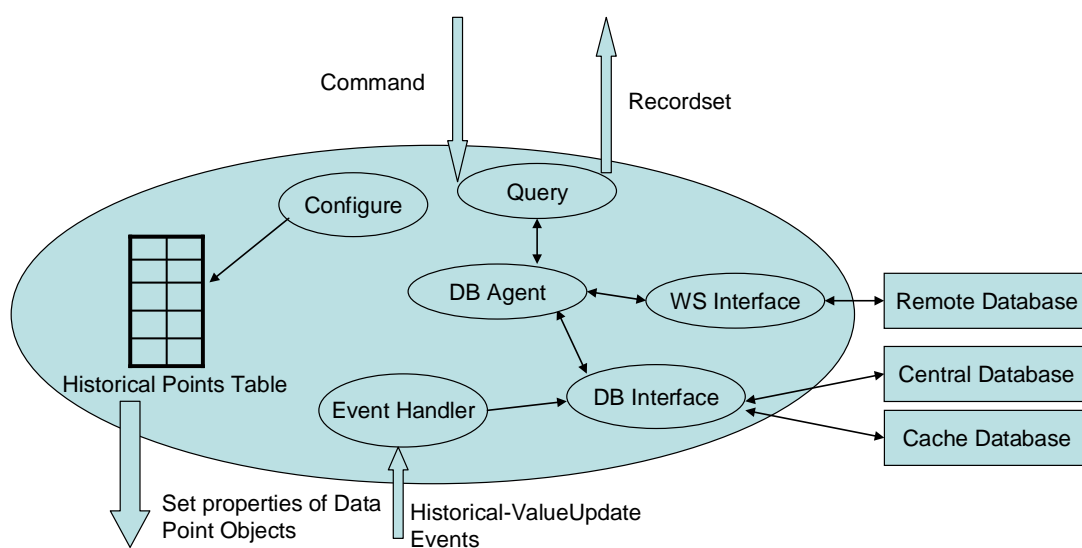 Command
Recordset
Query
Configure
DB Agent
WS Interface
Remote Database
Historical Points Table
Central Database
DB Interface
Event Handler
Cache Database
Set properties of Data
Point Objects
Historical-ValueUpdate
Events